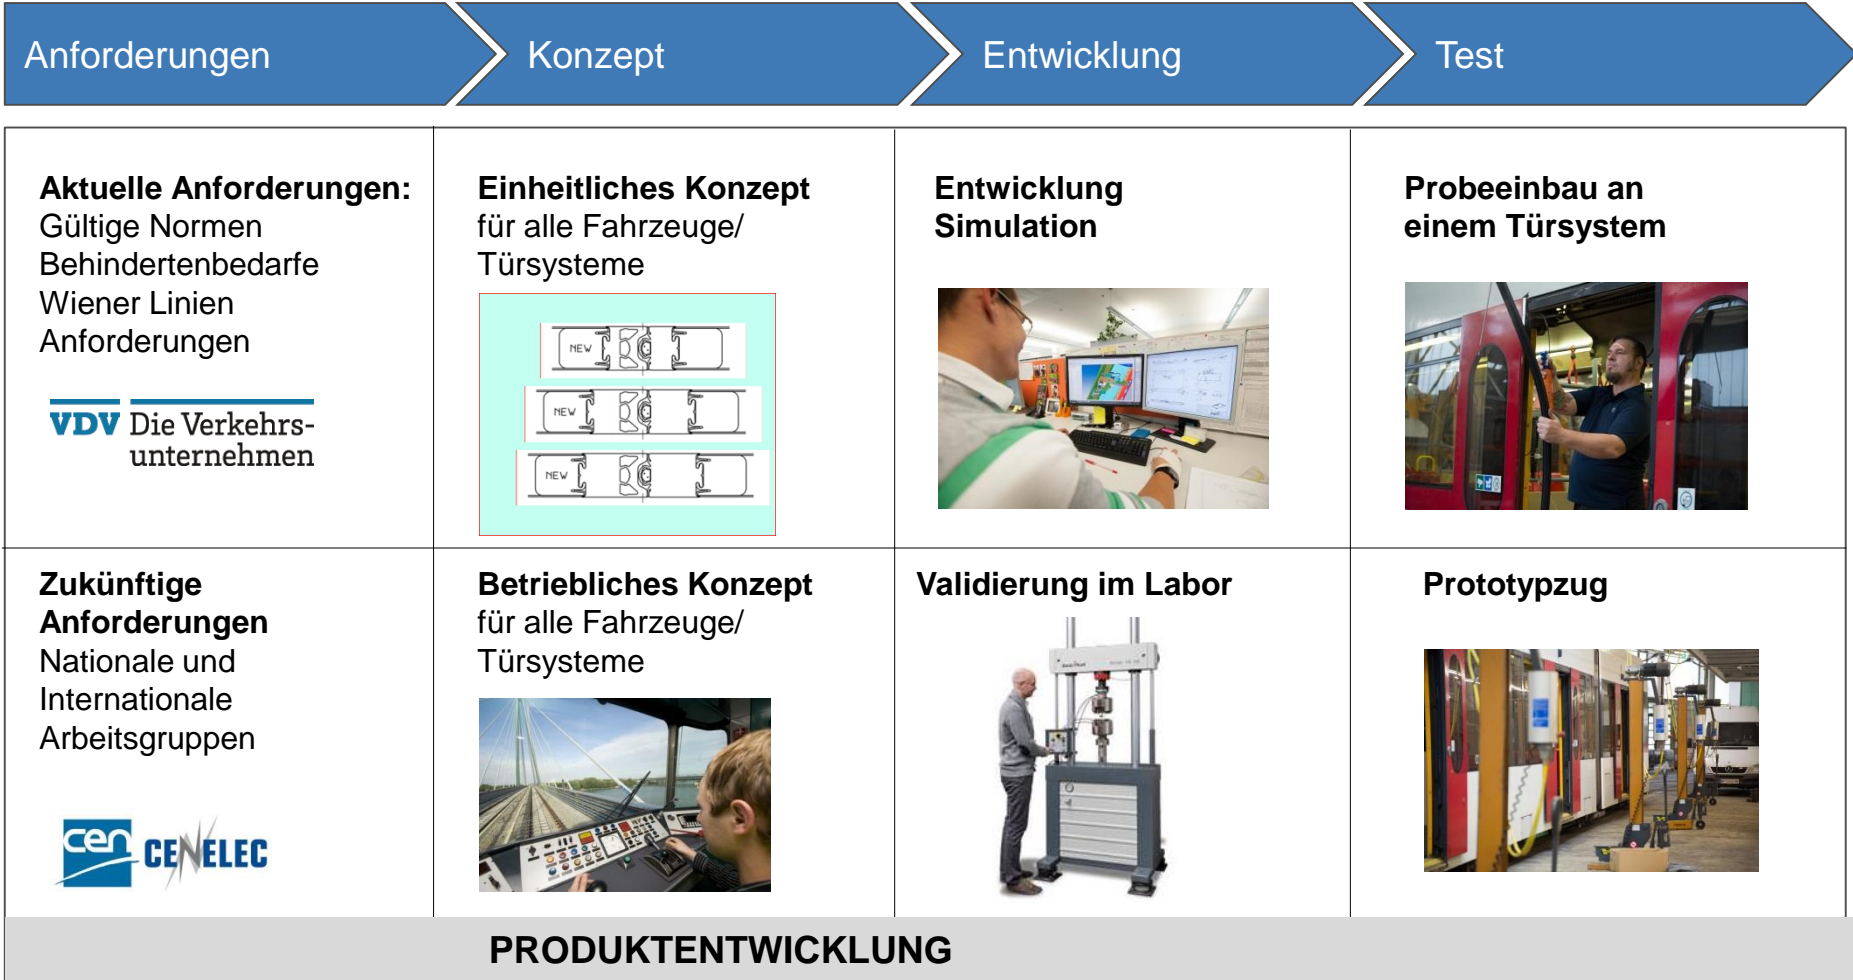 Anforderungen
Konzept
Entwicklung
Test
Aktuelle Anforderungen:
Gültige Normen
Behindertenbedarfe
Wiener Linien
Anforderungen
VDV Die Verkehrs-
unternehmen
Einheitliches Konzept
für alle Fahrzeuge/
Türsysteme
NEW
NEW
NEW
Entwicklung
Simulation
Probeeinbau an
einem Türsystem
Zukünftige
Anforderungen
Nationale und
Internationale
Arbeitsgruppen
cen CENELEC
Betriebliches Konzept
für alle Fahrzeuge/
Türsysteme
Validierung im Labor
Prototypzug
PRODUKTENTWICKLUNG